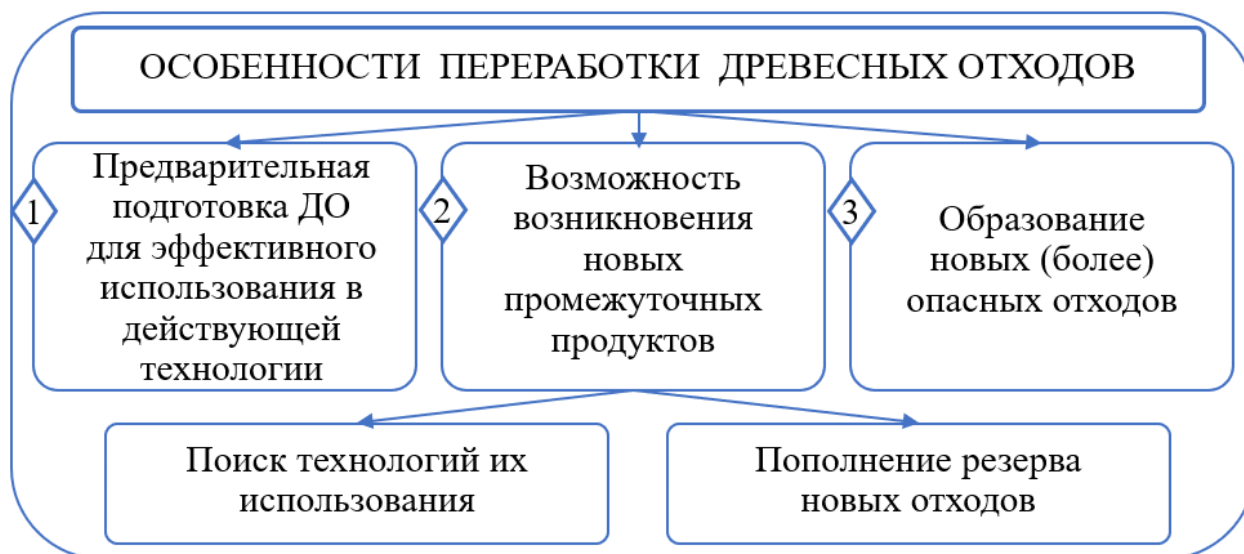 ОСОБЕННОСТИ ПЕРЕРАБОТКИ ДРЕВЕСНЫХ ОТХОДОВ
1
Предварительная
подготовка ДО
для эффективного
использования в
действующей
технологии
2
Возможность
возникновения
новых
промежуточных
продуктов
3
Образование
новых (более)
опасных отходов
Поиск технологий их
использования
Пополнение резерва
новых отходов